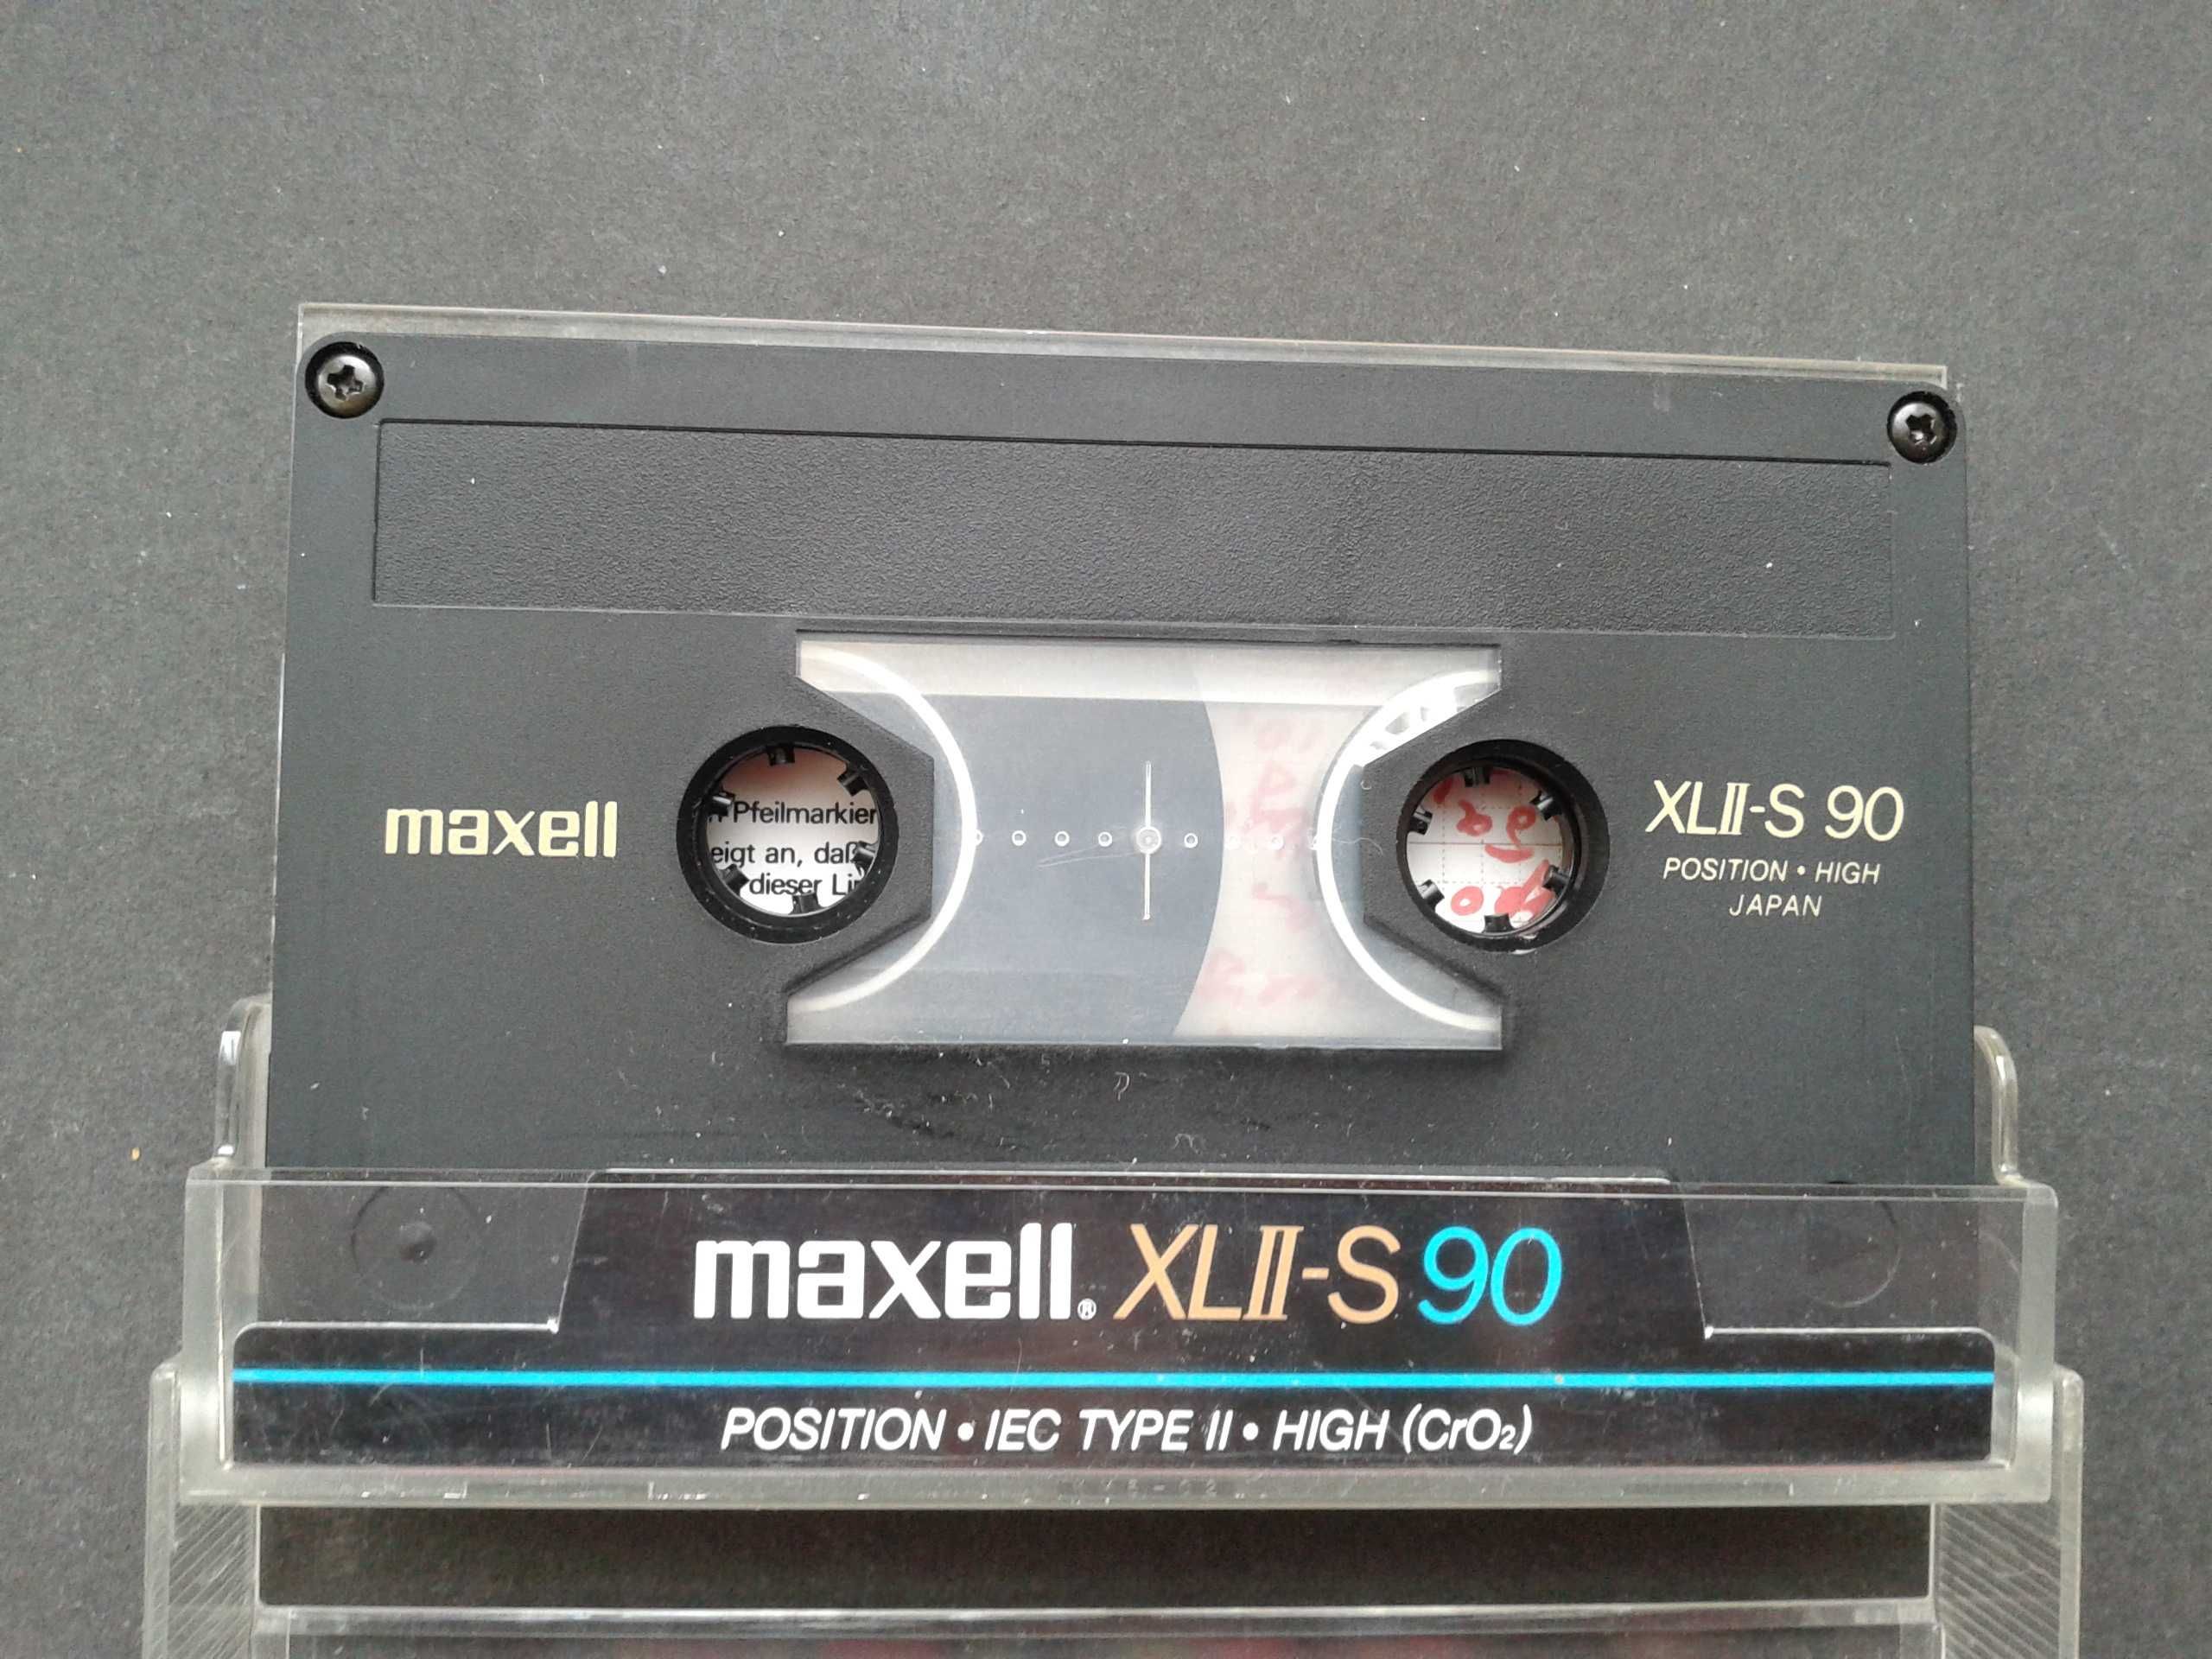 maxell
XLII-S 90
POSITION • HIGH
JAPAN
Pfeilmarkier
eigt an, daß
dieser Li
maxell® XLII-S 90
POSITION • IEC TYPE II • HIGH (CrO₂)